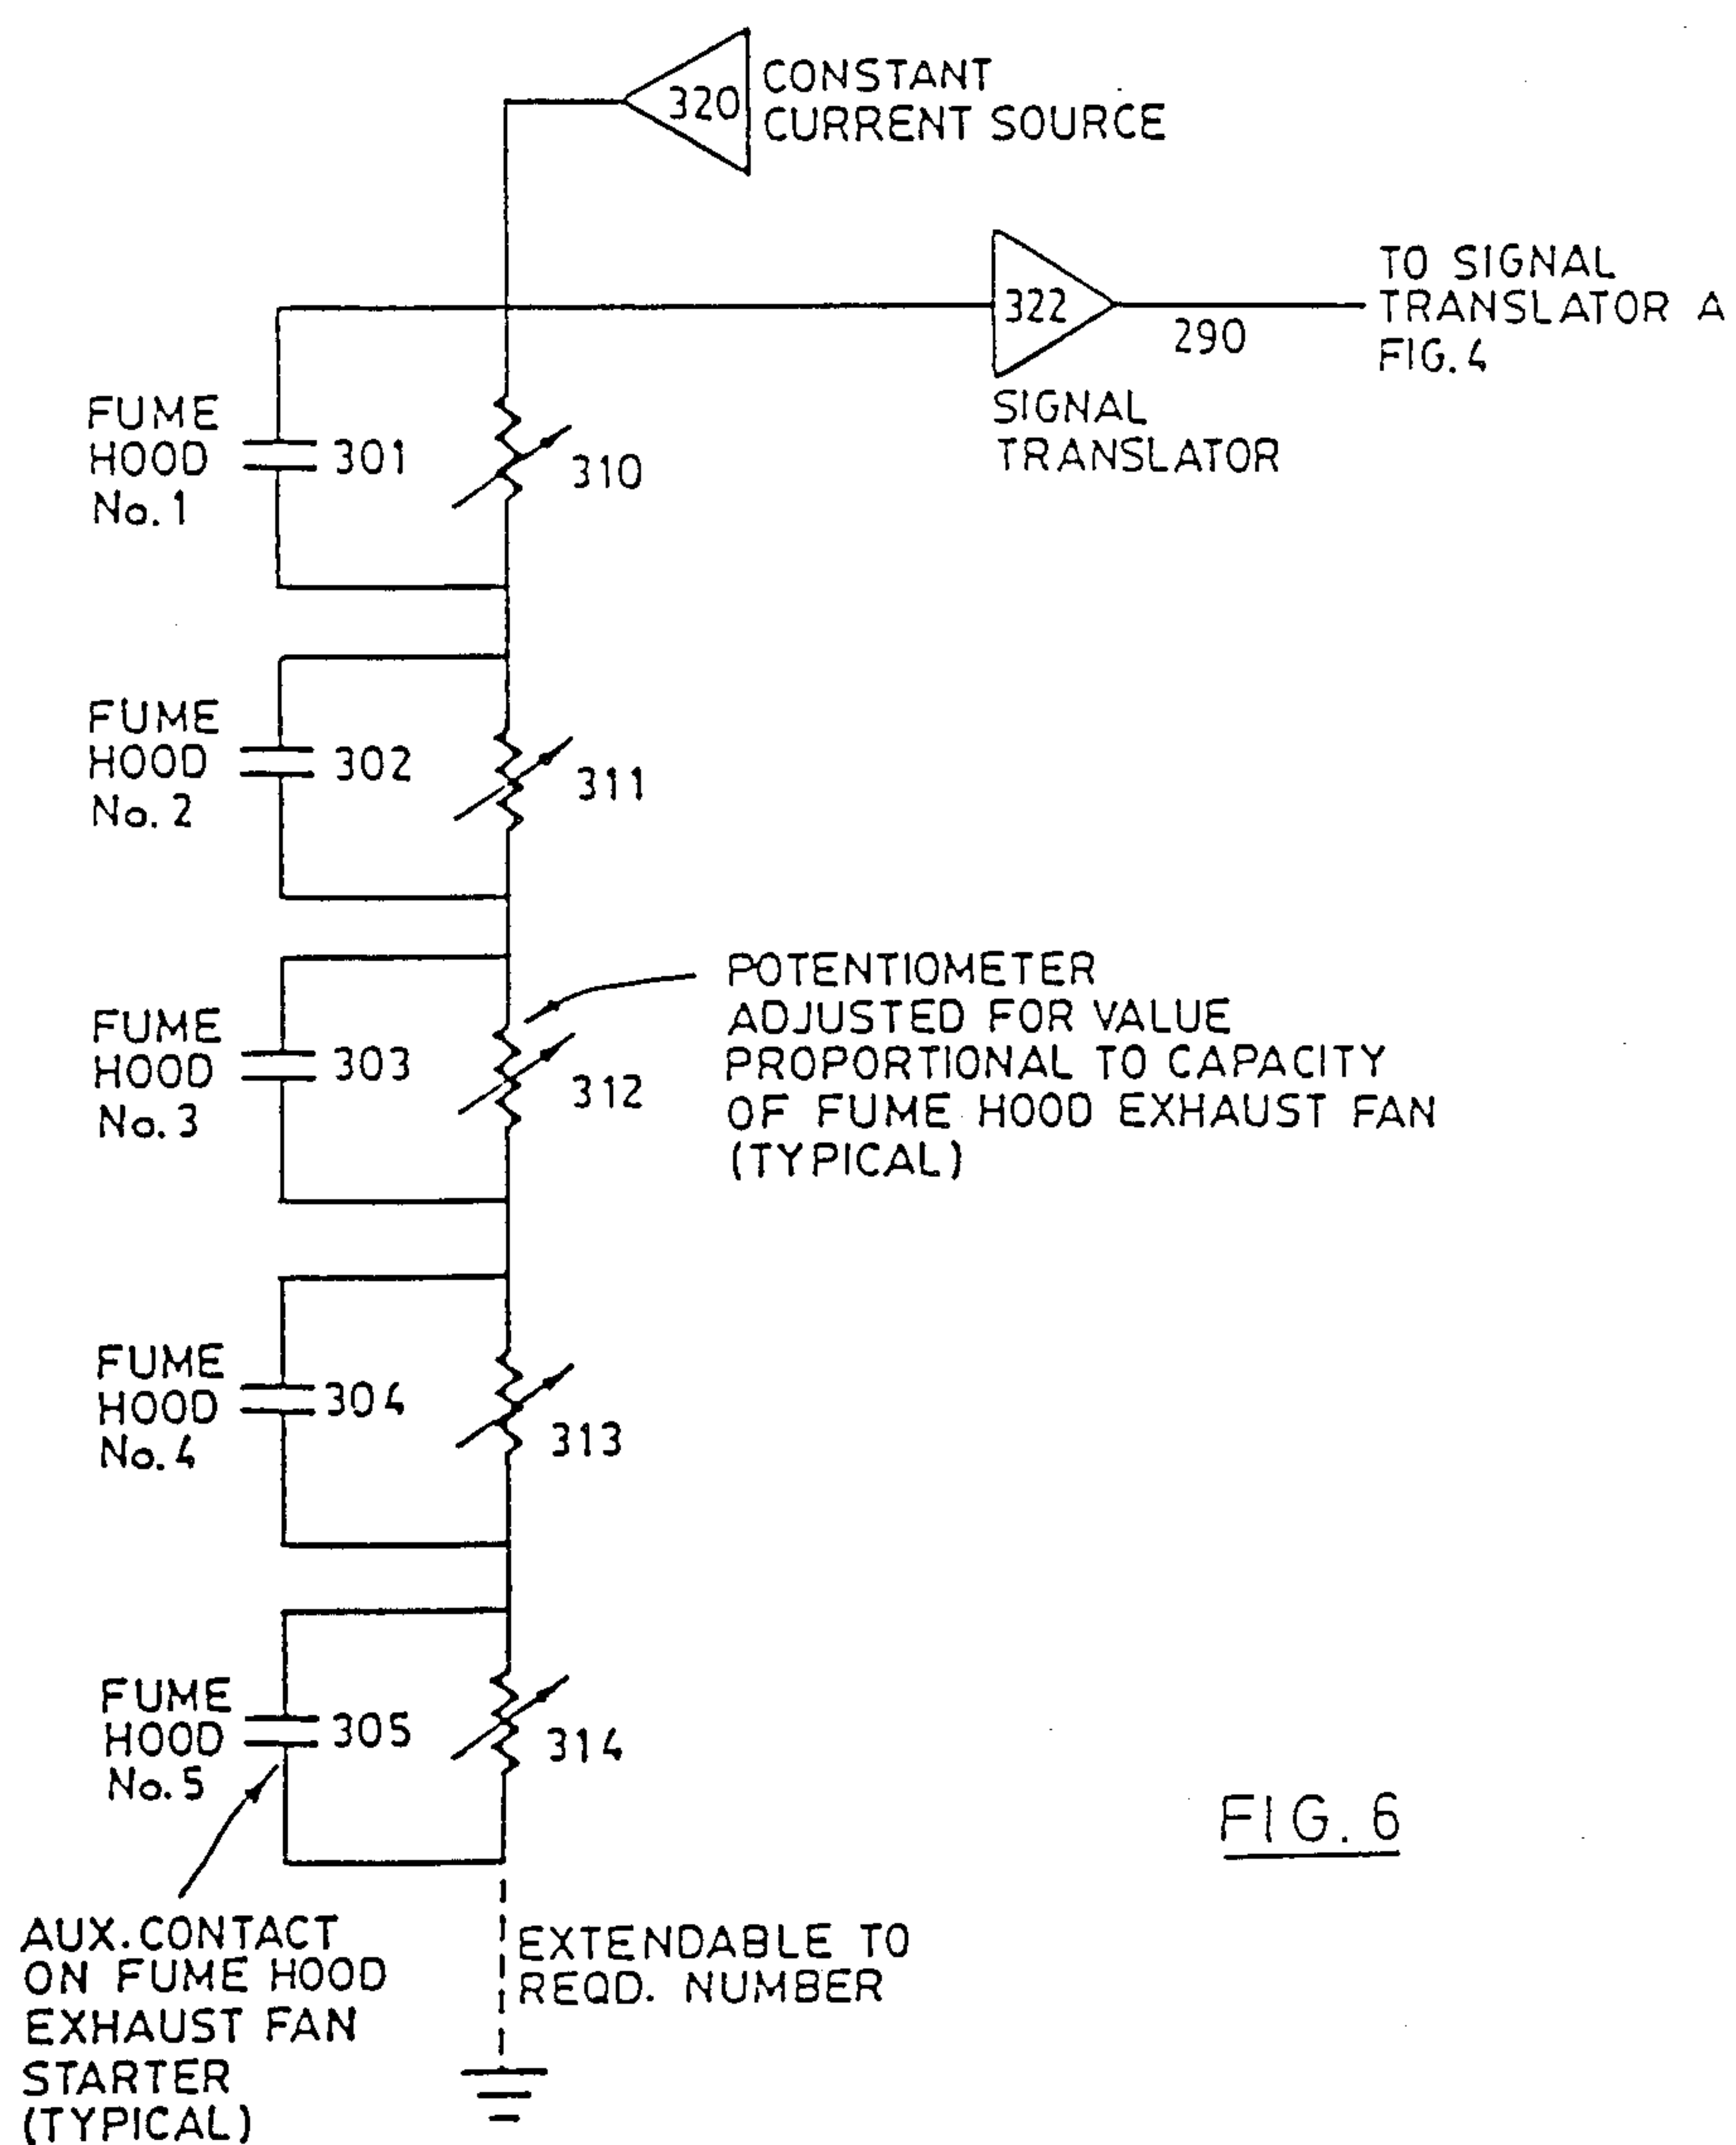 320
CONSTANT
CURRENT SOURCE
322
290
TO SIGNAL
TRANSLATOR A
FIG. 4
SIGNAL
TRANSLATOR
FUME
HOOD
No. 1
301
310
FUME
HOOD
No. 2
302
311
FUME
HOOD
No. 3
303
312
POTENTIOMETER
ADJUSTED FOR VALUE
PROPORTIONAL TO CAPACITY
OF FUME HOOD EXHAUST FAN
(TYPICAL)
FUME
HOOD
No. 4
304
313
FUME
HOOD
No. 5
305
314
AUX. CONTACT
ON FUME HOOD
EXHAUST FAN
STARTER
(TYPICAL)
EXTENDABLE TO
REQD. NUMBER
FIG. 6